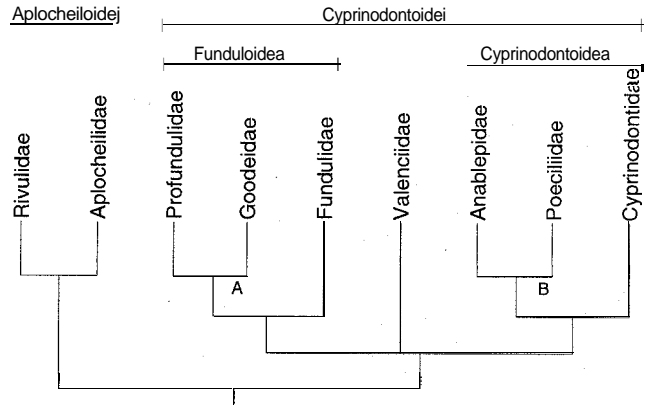 Aplocheiloidej
Cyprinodontoidei
Funduloidea
Cyprinodontoidea
Rivulidae
Aplocheilidae
Profundulidae
Goodeidae
Fundulidae
Valenciidae
Anablepidae
Poeciliidae
Cyprinodontidae
A
B